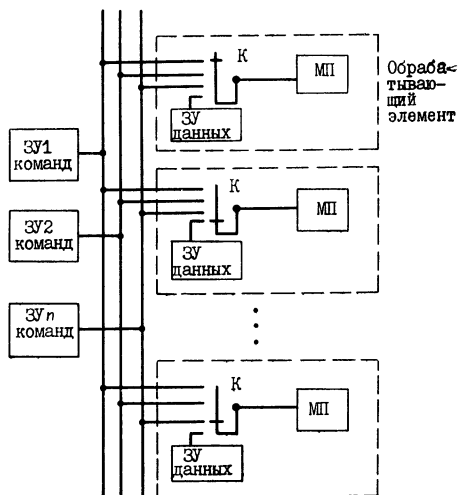 К
МП
Обраба-
тываю-
щий
элемент
ЗУ
данных
ЗУ1
команд
К
МП
ЗУ
данных
ЗУ2
команд
ЗУn
команд
К
МП
ЗУ
данных